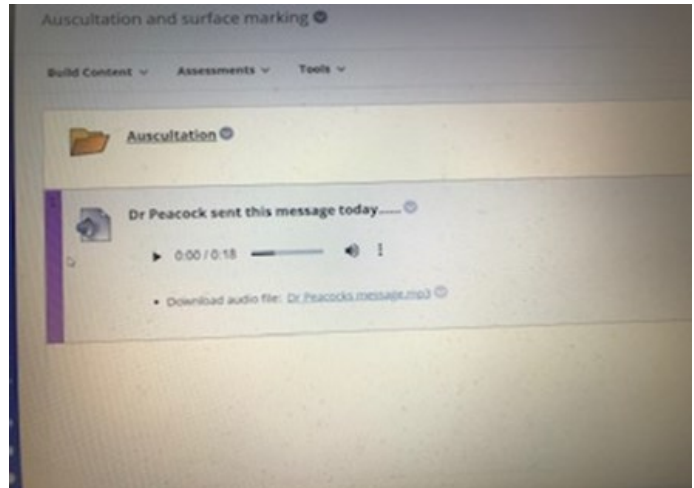 Auscultation and surface marking
Build Content Assessments Tools
Auscultation
Dr Peacock sent this message today......
0:00 / 0:18
Download audio file: Dr Peacocks message.mp3